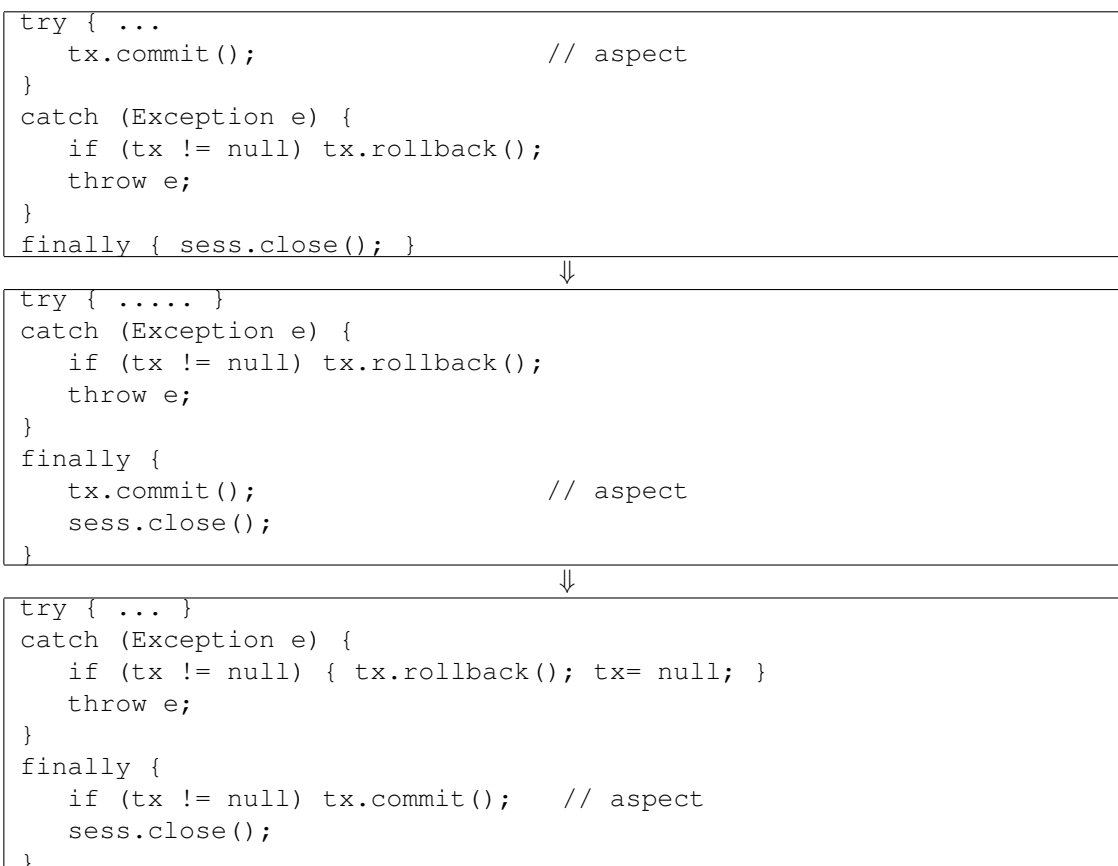 try { ...
   tx.commit();                 // aspect
}
catch (Exception e) {
   if (tx != null) tx.rollback();
   throw e;
}
finally { sess.close(); }
⇓
try { ..... }
catch (Exception e) {
   if (tx != null) tx.rollback();
   throw e;
}
finally {
   tx.commit();                 // aspect
   sess.close();
}
⇓
try { ... }
catch (Exception e) {
   if (tx != null) { tx.rollback(); tx= null; }
   throw e;
}
finally {
   if (tx != null) tx.commit();   // aspect
   sess.close();
}